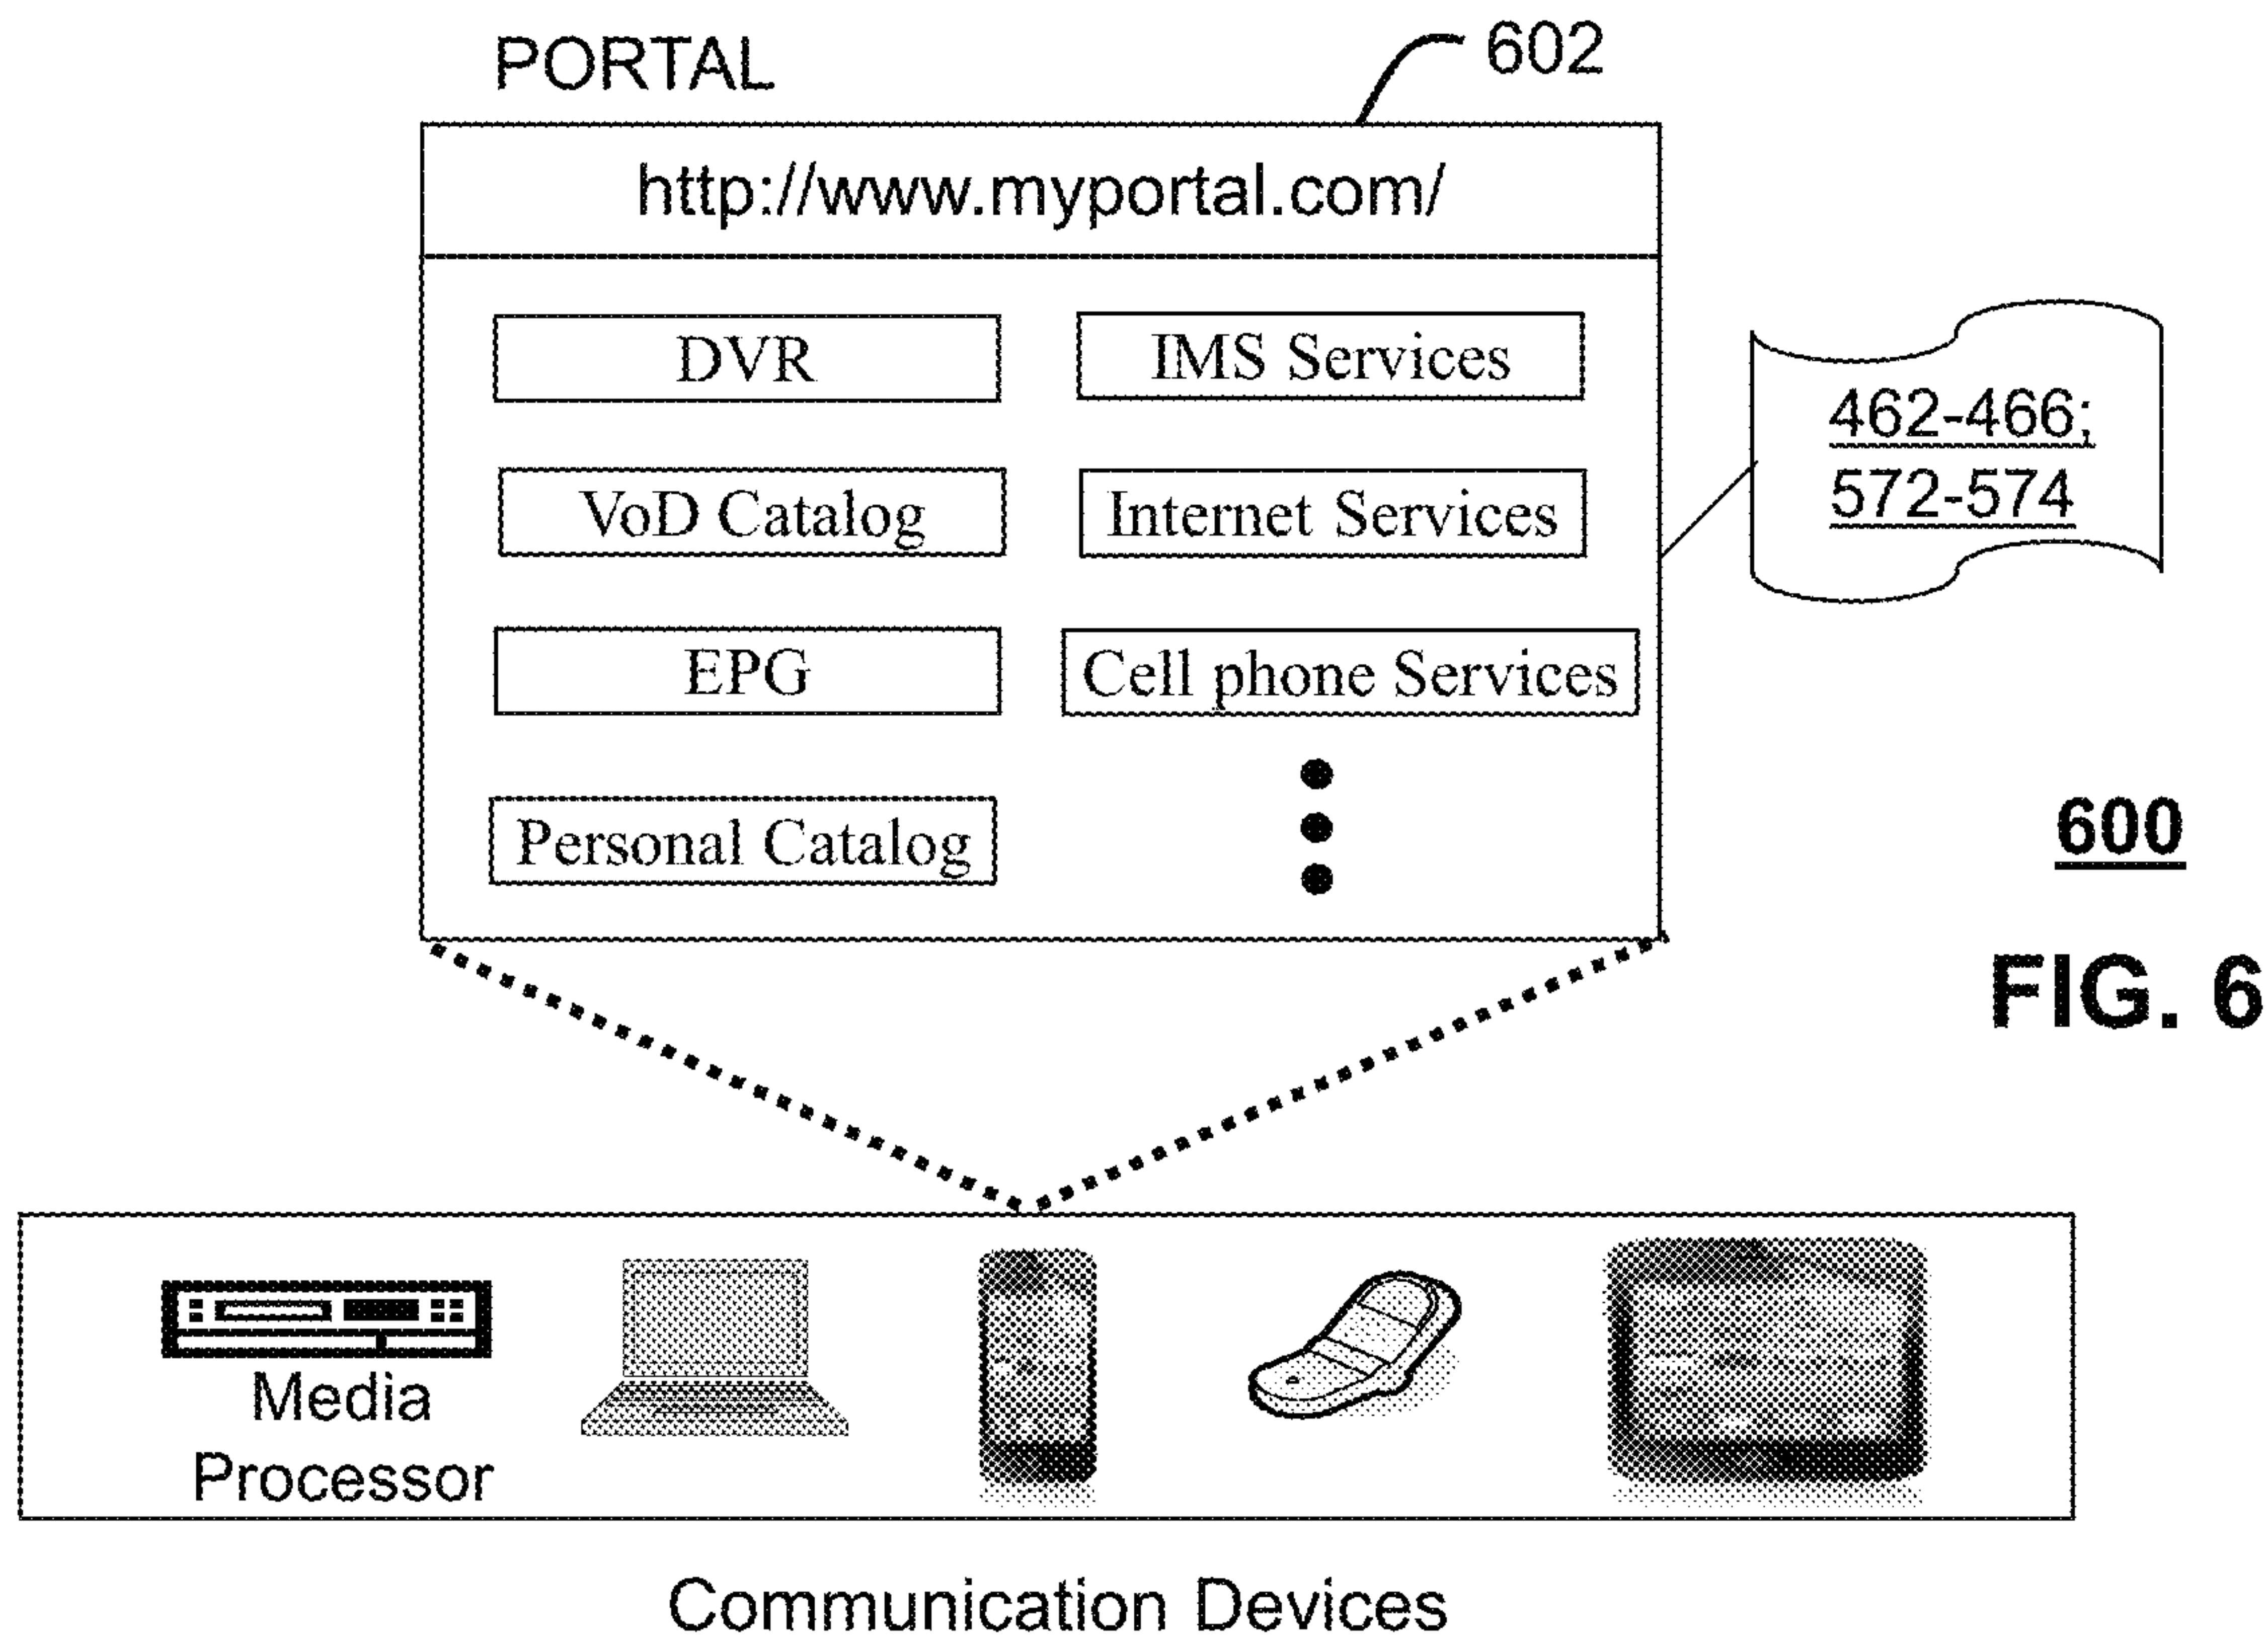 PORTAL
602
http://www.myportal.com/
DVR
IMS Services
VoD Catalog
Internet Services
EPG
Cell phone Services
Personal Catalog
462-466;
572-574
600
FIG. 6
Media
Processor
Communication Devices